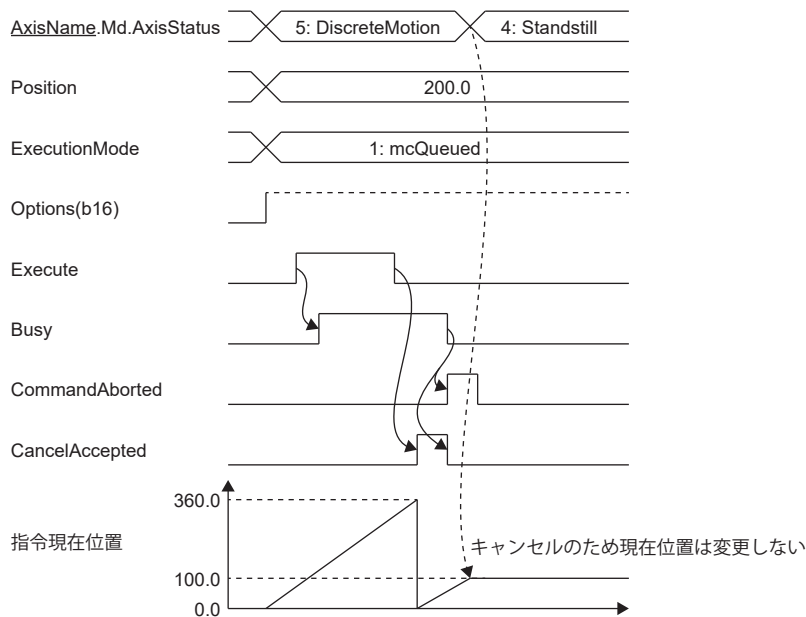 AxisName.Md.AxisStatus 5: DiscreteMotion 4: Standstill
Position 200.0
ExecutionMode 1: mcQueued
Options(b16)
Execute
Busy
CommandAborted
CancelAccepted
360.0
指令現在位置 キャンセルのため現在位置は変更しない
100.0
0.0